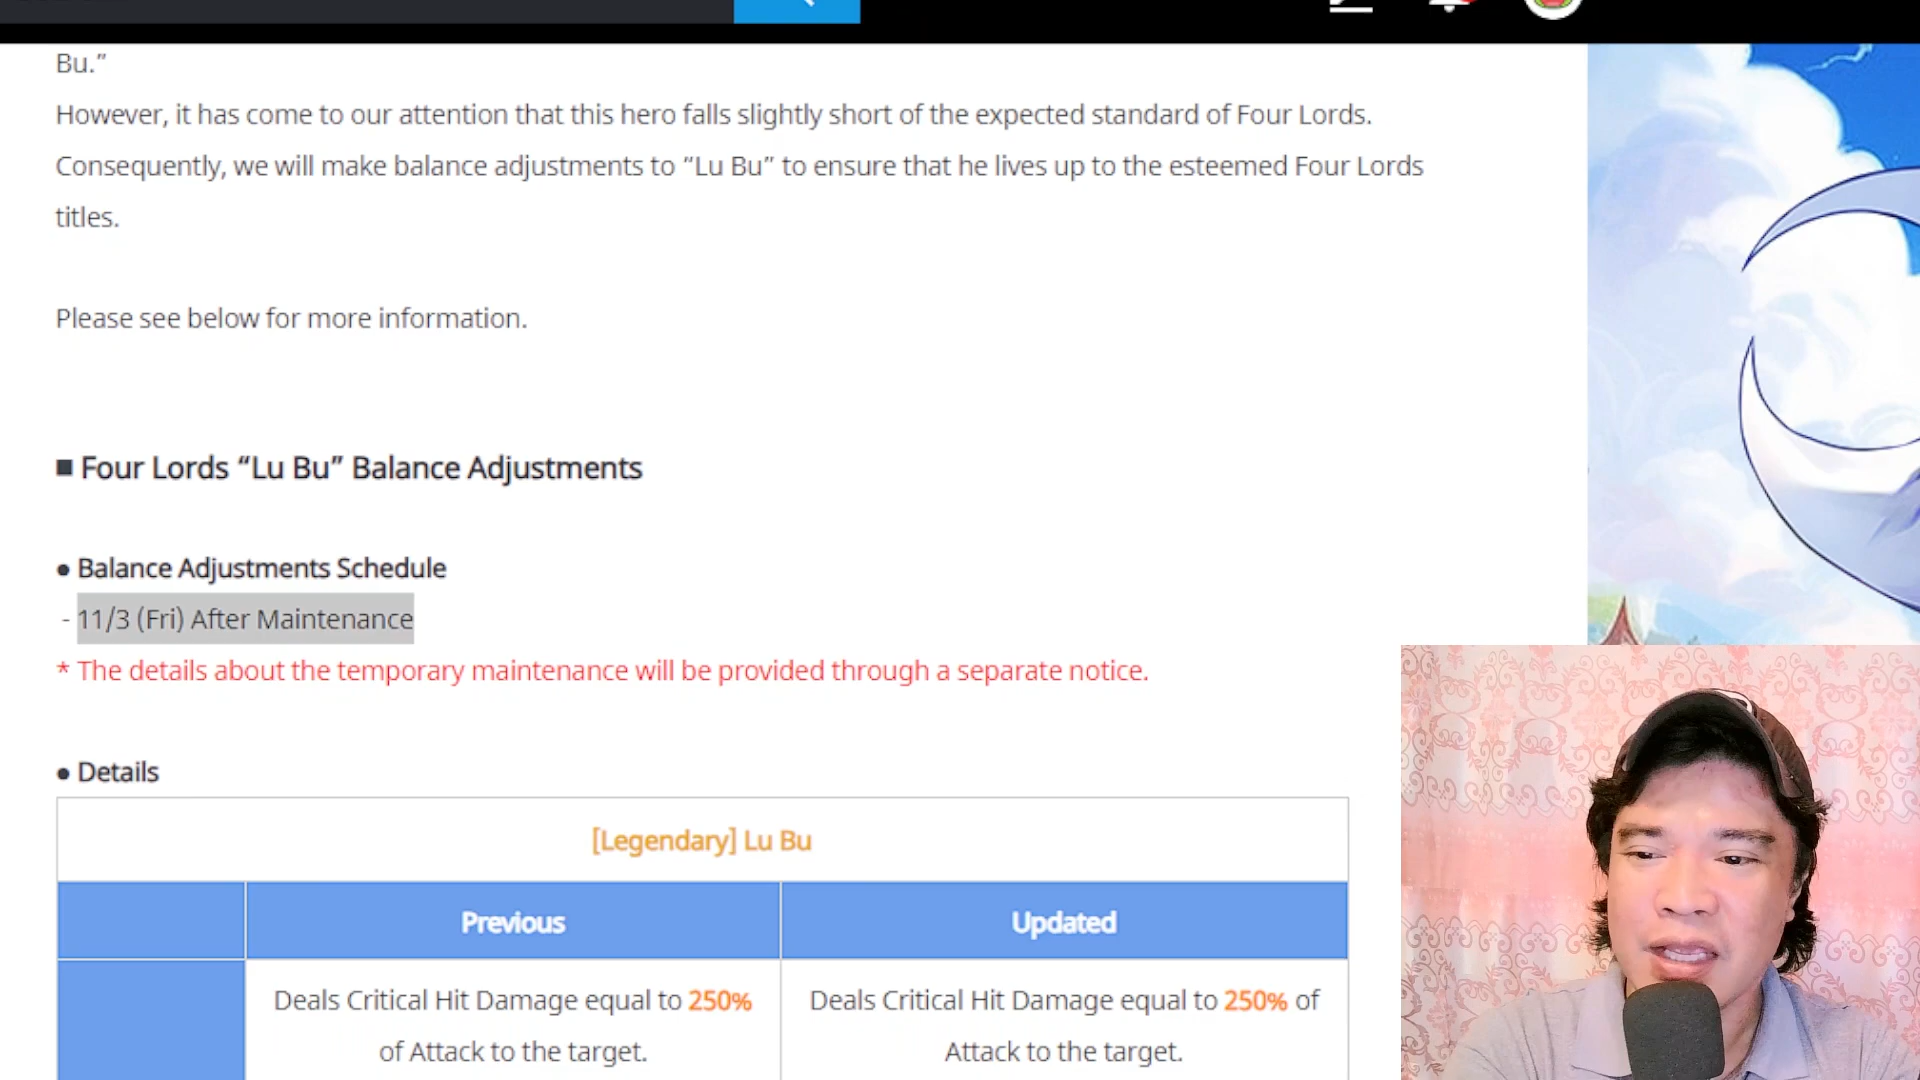 Bu.”
However, it has come to our attention that this hero falls slightly short of the expected standard of Four Lords.
Consequently, we will make balance adjustments to “Lu Bu” to ensure that he lives up to the esteemed Four Lords
titles.
Please see below for more information.
■ Four Lords “Lu Bu” Balance Adjustments
● Balance Adjustments Schedule
- 11/3 (Fri) After Maintenance
* The details about the temporary maintenance will be provided through a separate notice.
● Details
[Legendary] Lu Bu
Previous Updated
Deals Critical Hit Damage equal to 250% Deals Critical Hit Damage equal to 250% of
of Attack to the target. Attack to the target.